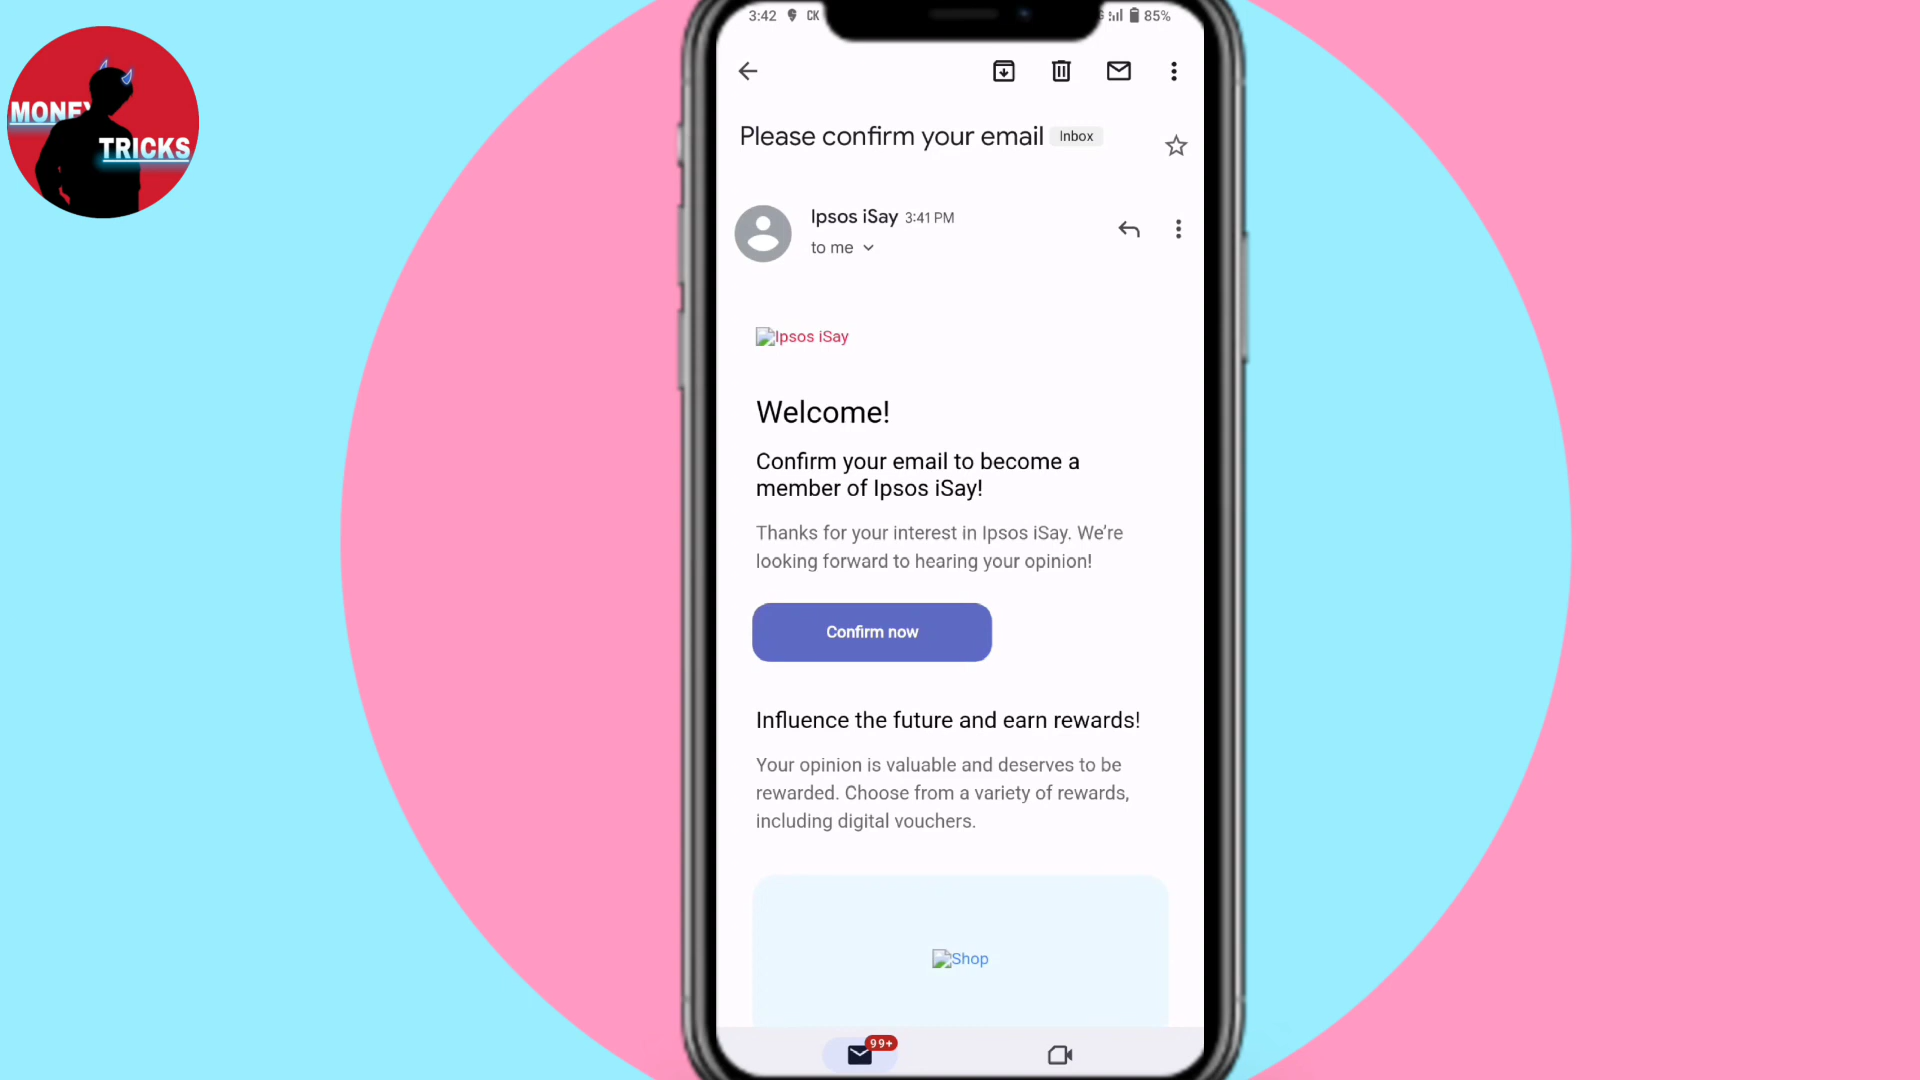 3:42 CK 85%
MONEY
TRICKS
Please confirm your email Inbox
Ipsos iSay 3:41 PM
to me
Ipsos iSay
Welcome!
Confirm your email to become a
member of Ipsos iSay!
Thanks for your interest in Ipsos iSay. We're
looking forward to hearing your opinion!
Confirm now
Influence the future and earn rewards!
Your opinion is valuable and deserves to be
rewarded. Choose from a variety of rewards,
including digital vouchers.
Shop
99+